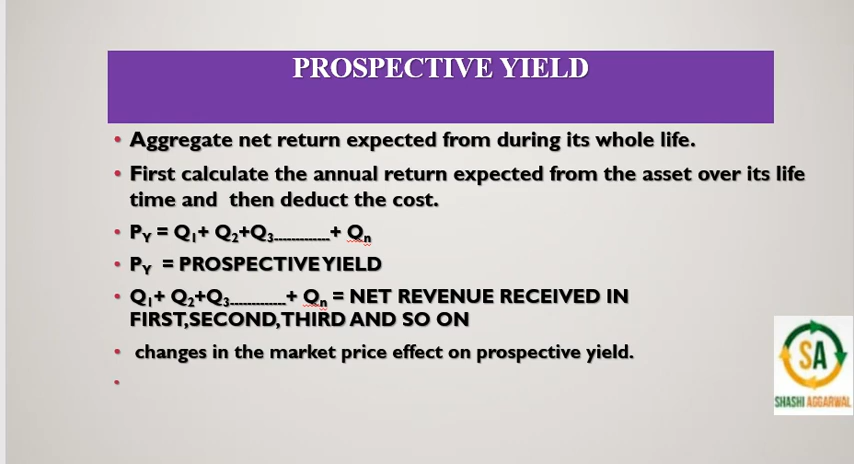 PROSPECTIVE YIELD
• Aggregate net return expected from during its whole life.
• First calculate the annual return expected from the asset over its life
time and then deduct the cost.
• PY = Q1+ Q2+Q3.............+ Qn
• PY = PROSPECTIVE YIELD
• Q1+ Q2+Q3.............+ Qn = NET REVENUE RECEIVED IN
FIRST,SECOND,THIRD AND SO ON
• changes in the market price effect on prospective yield.
•
SA
SHASHI AGGARWAL